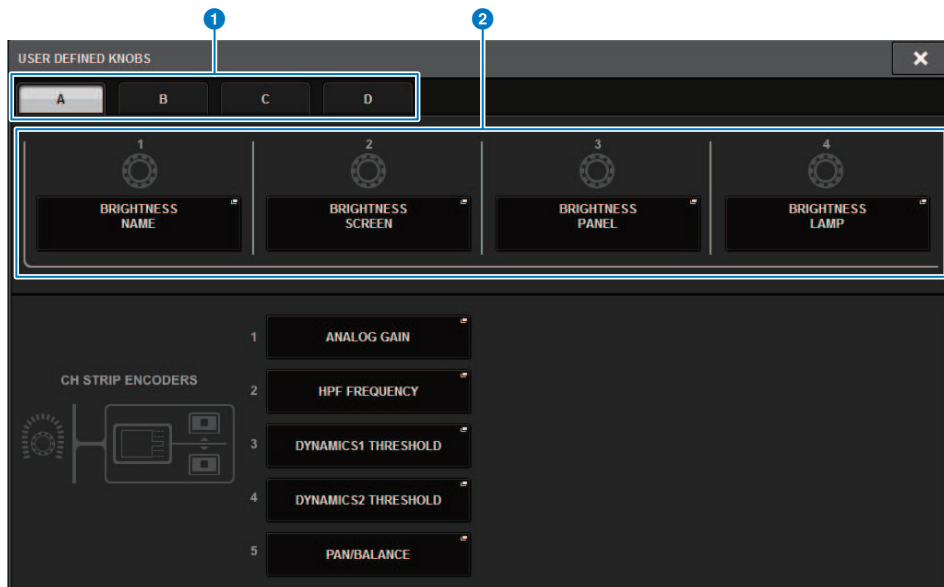 1 2
USER DEFINED KNOBS
A B C D
1 2 3 4
BRIGHTNESS BRIGHTNESS BRIGHTNESS BRIGHTNESS
NAME SCREEN PANEL LAMP
1 ANALOG GAIN
CH STRIP ENCODERS
2 HPF FREQUENCY
3 DYNAMICS1 THRESHOLD
4 DYNAMICS2 THRESHOLD
5 PAN/BALANCE